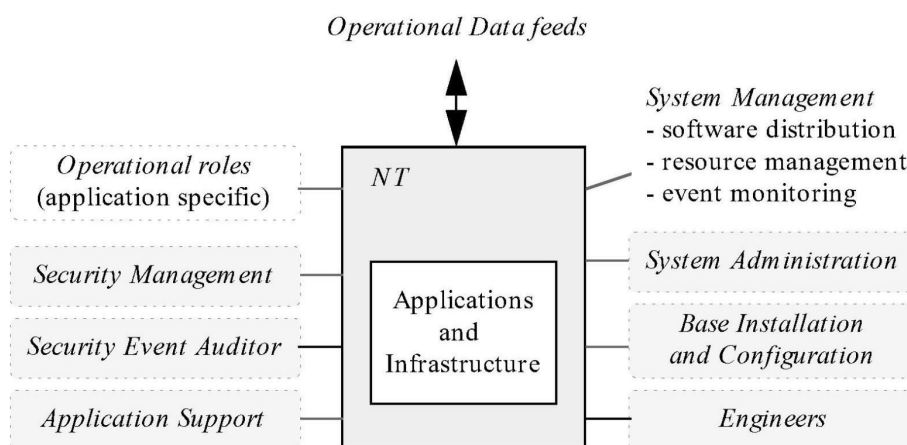 Operational Data feeds
System Management
- software distribution
- resource management
- event monitoring
Operational roles
(application specific)
NT
Security Management
System Administration
Applications
and
Infrastructure
Security Event Auditor
Base Installation
and Configuration
Application Support
Engineers